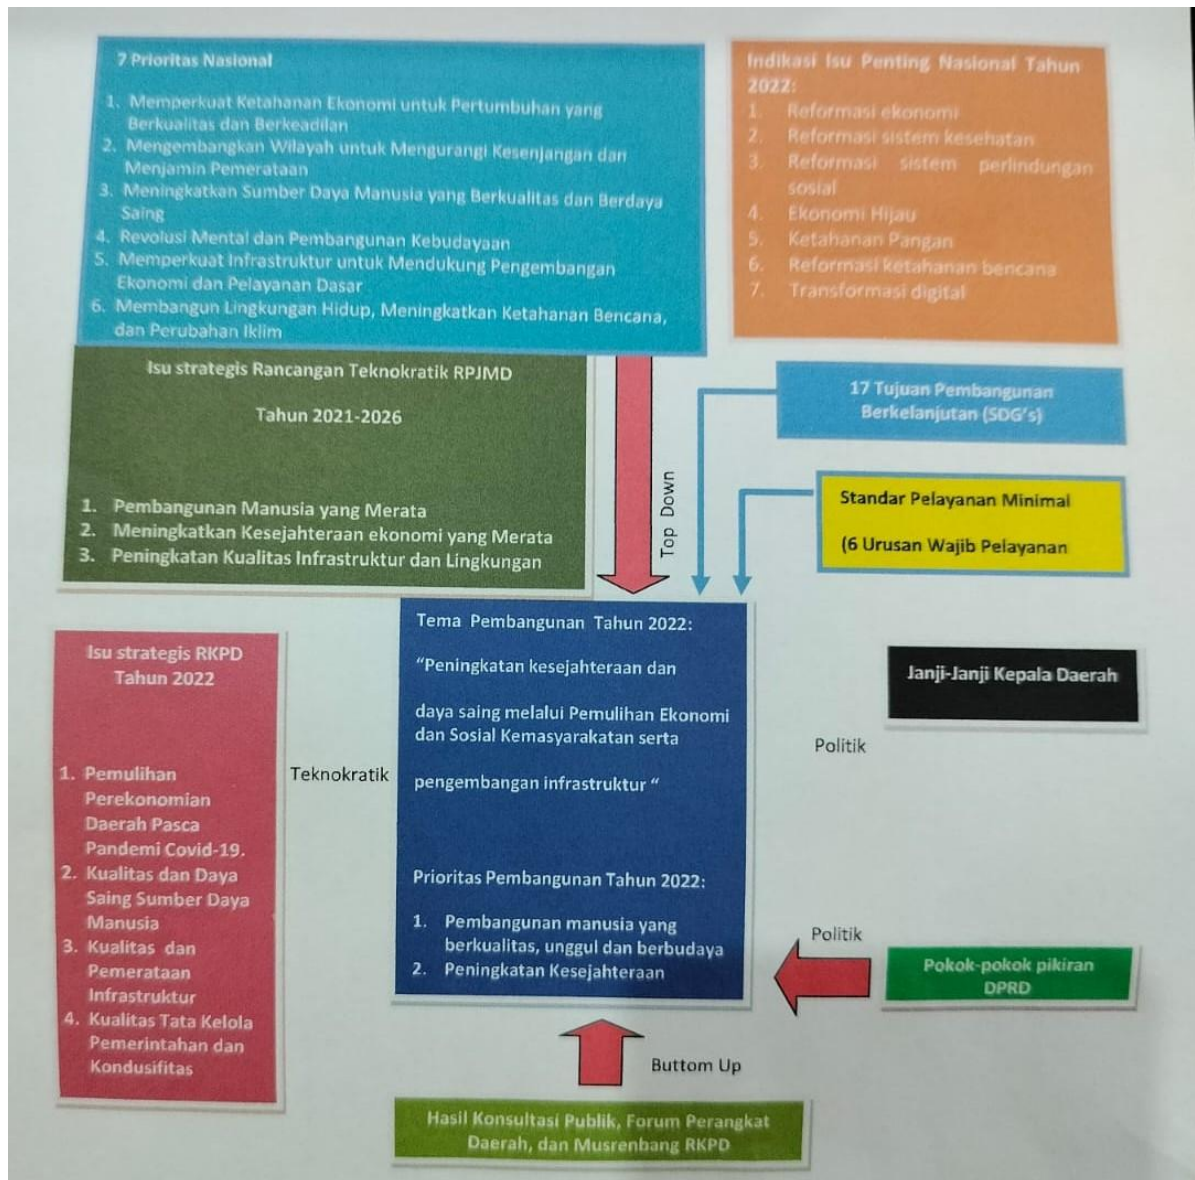 7 Prioritas Nasional
1. Memperkuat Ketahanan Ekonomi untuk Pertumbuhan yang
Berkualitas dan Berkeadilan
2. Mengembangkan Wilayah untuk Mengurangi Kesenjangan dan
Menjamin Pemerataan
3. Meningkatkan Sumber Daya Manusia yang Berkualitas dan Berdaya
Saing
4. Revolusi Mental dan Pembangunan Kebudayaan
5. Memperkuat Infrastruktur untuk Mendukung Pengembangan
Ekonomi dan Pelayanan Dasar
6. Membangun Lingkungan Hidup, Meningkatkan Ketahanan Bencana,
dan Perubahan Iklim
Indikasi Isu Penting Nasional Tahun
2022:
1. Reformasi ekonomi
2. Reformasi sistem kesehatan
3. Reformasi sistem perlindungan
sosial
4. Ekonomi Hijau
5. Ketahanan Pangan
6. Reformasi ketahanan bencana
7. Transformasi digital
Isu strategis Rancangan Teknokratik RPJMD
Tahun 2021-2026
1. Pembangunan Manusia yang Merata
2. Meningkatkan Kesejahteraan ekonomi yang Merata
3. Peningkatan Kualitas Infrastruktur dan Lingkungan
Top Down
17 Tujuan Pembangunan
Berkelanjutan (SDG's)
Standar Pelayanan Minimal
(6 Urusan Wajib Pelayanan
Isu strategis RKPD
Tahun 2022
1. Pemulihan
Perekonomian
Daerah Pasca
Pandemi Covid-19.
2. Kualitas dan Daya
Saing Sumber Daya
Manusia
3. Kualitas dan
Pemerataan
Infrastruktur
4. Kualitas Tata Kelola
Pemerintahan dan
Kondusifitas
Teknokratik
Tema Pembangunan Tahun 2022:
“Peningkatan kesejahteraan dan
daya saing melalui Pemulihan Ekonomi
dan Sosial Kemasyarakatan serta
pengembangan infrastruktur “
Prioritas Pembangunan Tahun 2022:
1. Pembangunan manusia yang
berkualitas, unggul dan berbudaya
2. Peningkatan Kesejahteraan
Janji-Janji Kepala Daerah
Politik
Politik
Pokok-pokok pikiran
DPRD
Buttom Up
Hasil Konsultasi Publik, Forum Perangkat
Daerah, dan Musrenbang RKPD